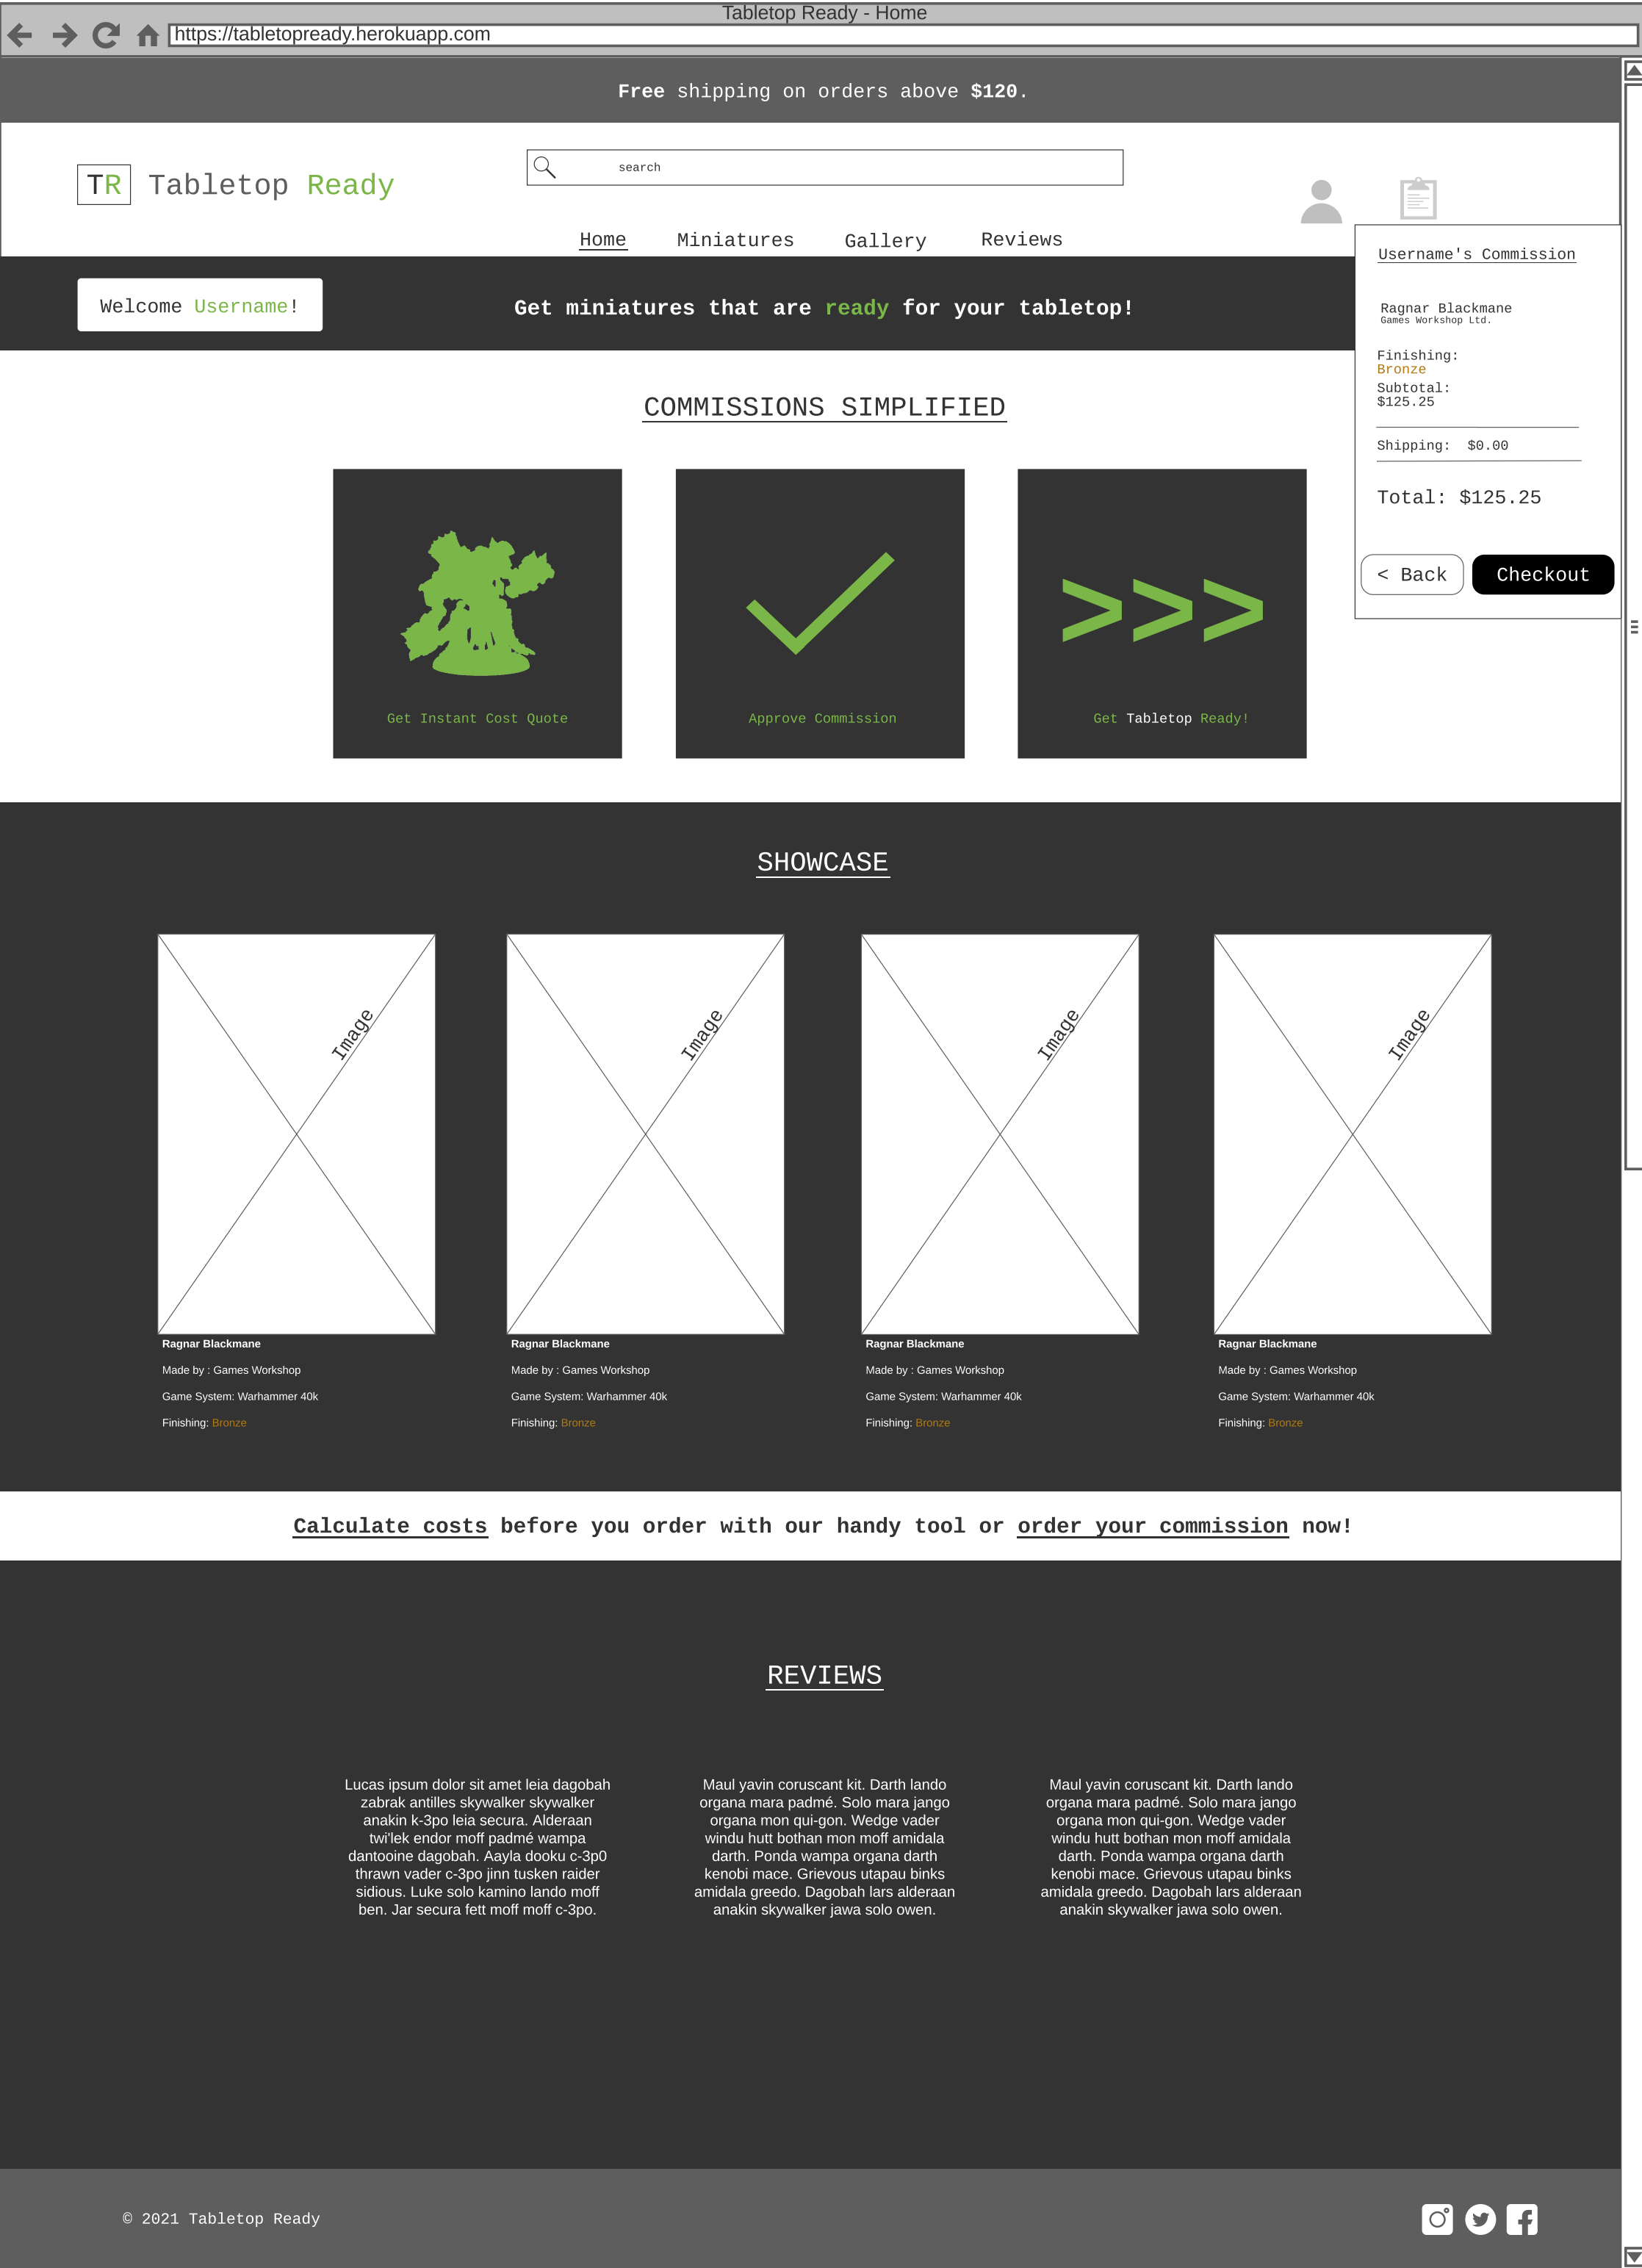 Tabletop Ready - Home
https://tabletopready.herokuapp.com
Free shipping on orders above $120.
TR Tabletop Ready
search
Home Miniatures Gallery Reviews
Username's Commission
Ragnar Blackmane
Games Workshop Ltd.
Finishing:
Bronze
Subtotal:
$125.25
Shipping: $0.00
Total: $125.25
< Back
Checkout
Welcome Username!
Get miniatures that are ready for your tabletop!
COMMISSIONS SIMPLIFIED
>>>
Get Instant Cost Quote
Approve Commission
Get Tabletop Ready!
SHOWCASE
Image
Ragnar Blackmane
Made by : Games Workshop
Game System: Warhammer 40k
Finishing: Bronze
Image
Ragnar Blackmane
Made by : Games Workshop
Game System: Warhammer 40k
Finishing: Bronze
Image
Ragnar Blackmane
Made by : Games Workshop
Game System: Warhammer 40k
Finishing: Bronze
Image
Ragnar Blackmane
Made by : Games Workshop
Game System: Warhammer 40k
Finishing: Bronze
Calculate costs before you order with our handy tool or order your commission now!
REVIEWS
Lucas ipsum dolor sit amet leia dagobah
zabrak antilles skywalker skywalker
anakin k-3po leia secura. Alderaan
twi'lek endor moff padmé wampa
dantooine dagobah. Aayla dooku c-3p0
thrawn vader c-3po jinn tusken raider
sidious. Luke solo kamino lando moff
ben. Jar secura fett moff moff c-3po.
Maul yavin coruscant kit. Darth lando
organa mara padmé. Solo mara jango
organa mon qui-gon. Wedge vader
windu hutt bothan mon moff amidala
darth. Ponda wampa organa darth
kenobi mace. Grievous utapau binks
amidala greedo. Dagobah lars alderaan
anakin skywalker jawa solo owen.
Maul yavin coruscant kit. Darth lando
organa mara padmé. Solo mara jango
organa mon qui-gon. Wedge vader
windu hutt bothan mon moff amidala
darth. Ponda wampa organa darth
kenobi mace. Grievous utapau binks
amidala greedo. Dagobah lars alderaan
anakin skywalker jawa solo owen.
© 2021 Tabletop Ready